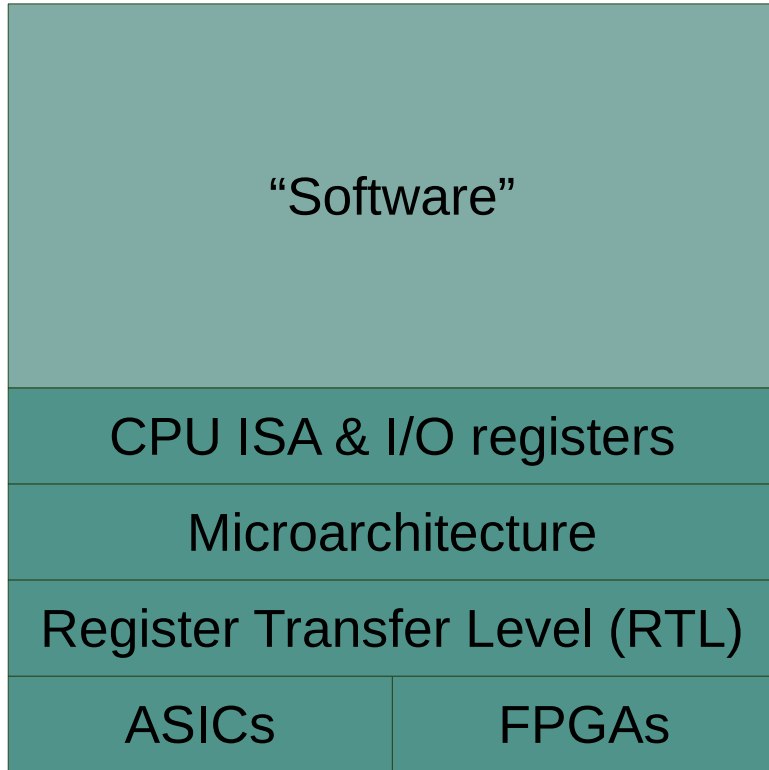 “Software”
CPU ISA & I/O registers
Microarchitecture
Register Transfer Level (RTL)
ASICs
FPGAs